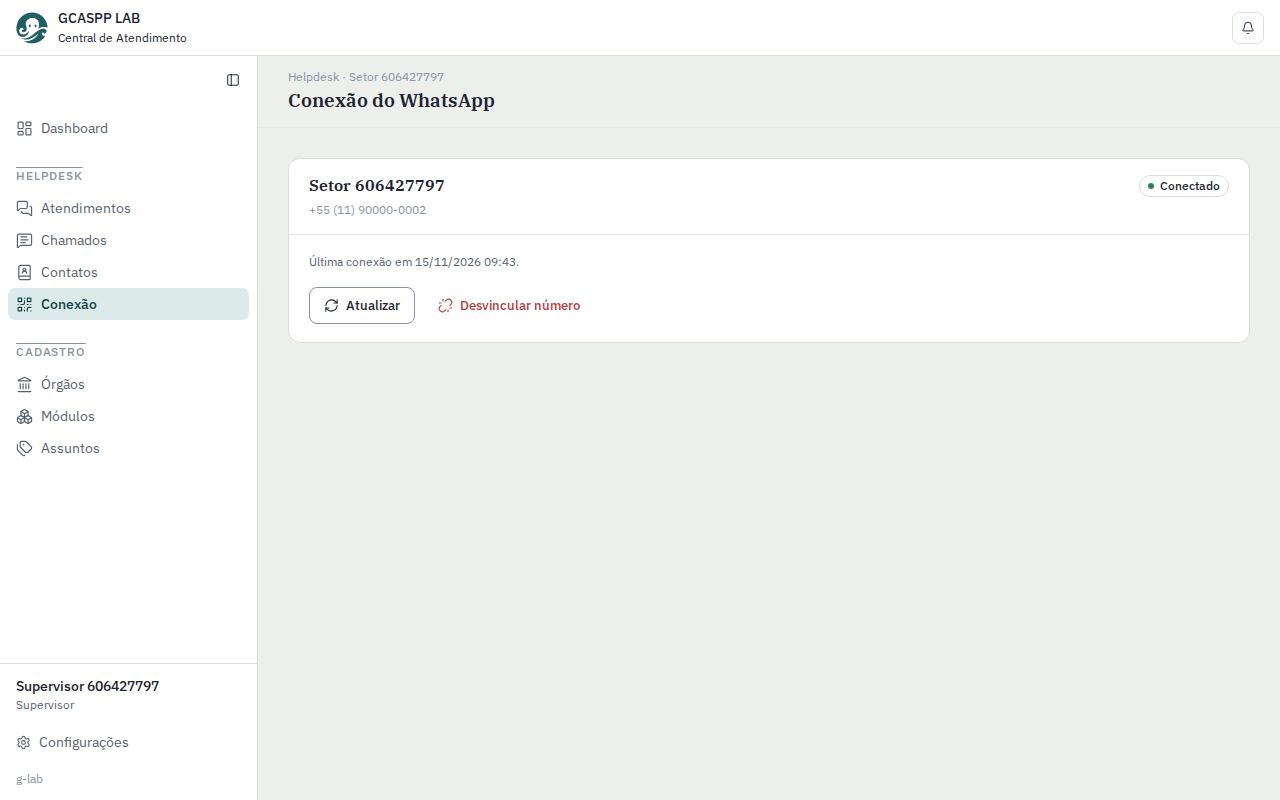 GCASPP LAB
Central de Atendimento
Dashboard
HELPDESK
Atendimentos
Chamados
Contatos
Conexão
CADASTRO
Órgãos
Módulos
Assuntos
Supervisor 606427797
Supervisor
Configurações
g-lab
Helpdesk · Setor 606427797
Conexão do WhatsApp
Setor 606427797
Conectado
+55 (11) 90000-0002
Última conexão em 15/11/2026 09:43.
Atualizar
Desvincular número